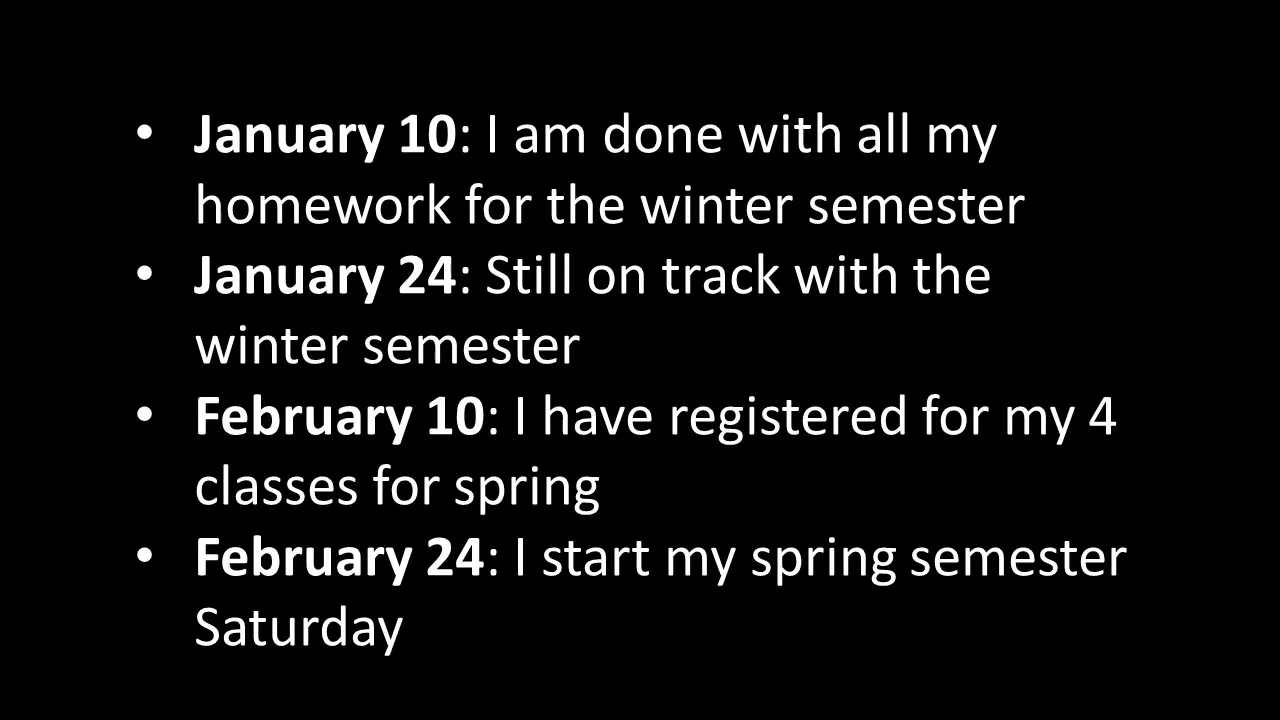 • January 10: I am done with all my
homework for the winter semester
• January 24: Still on track with the
winter semester
• February 10: I have registered for my 4
classes for spring
• February 24: I start my spring semester
Saturday